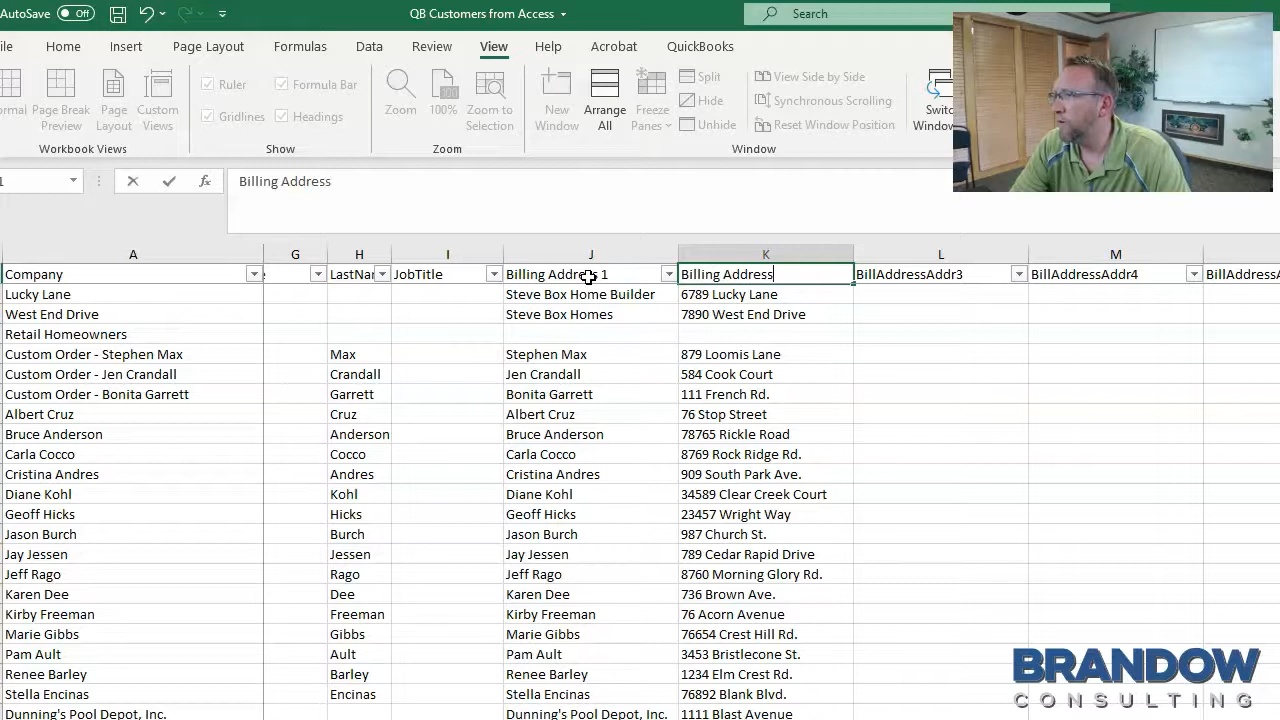 AutoSave Off QB Customers from Access Search
ile Home Insert Page Layout Formulas Data Review View Help Acrobat QuickBooks
ormal Page Break Preview Page Layout Custom Views Ruler Formula Bar Gridlines Headings Zoom 100% Zoom to Selection New Window Arrange All Freeze Panes Split Hide Unhide View Side by Side Synchronous Scrolling Reset Window Position Switc Window
Workbook Views Show Zoom Window
1 fx Billing Address
A G H I J K L M
Company e LastNar JobTitle Billing Address 1 Billing Address BillAddressAddr3 BillAddressAddr4 BillAddressA
Lucky Lane Steve Box Home Builder 6789 Lucky Lane
West End Drive Steve Box Homes 7890 West End Drive
Retail Homeowners
Custom Order - Stephen Max Max Stephen Max 879 Loomis Lane
Custom Order - Jen Crandall Crandall Jen Crandall 584 Cook Court
Custom Order - Bonita Garrett Garrett Bonita Garrett 111 French Rd.
Albert Cruz Cruz Albert Cruz 76 Stop Street
Bruce Anderson Anderson Bruce Anderson 78765 Rickle Road
Carla Cocco Cocco Carla Cocco 8769 Rock Ridge Rd.
Cristina Andres Andres Cristina Andres 909 South Park Ave.
Diane Kohl Kohl Diane Kohl 34589 Clear Creek Court
Geoff Hicks Hicks Geoff Hicks 23457 Wright Way
Jason Burch Burch Jason Burch 987 Church St.
Jay Jessen Jessen Jay Jessen 789 Cedar Rapid Drive
Jeff Rago Rago Jeff Rago 8760 Morning Glory Rd.
Karen Dee Dee Karen Dee 736 Brown Ave.
Kirby Freeman Freeman Kirby Freeman 76 Acorn Avenue
Marie Gibbs Gibbs Marie Gibbs 76654 Crest Hill Rd.
Pam Ault Ault Pam Ault 3453 Bristlecone St.
Renee Barley Barley Renee Barley 1234 Elm Crest Rd.
Stella Encinas Encinas Stella Encinas 76892 Blank Blvd.
Dunning's Pool Depot, Inc. Dunning's Pool Depot, Inc. 1111 Blast Avenue
BRANDOW
CONSULTING